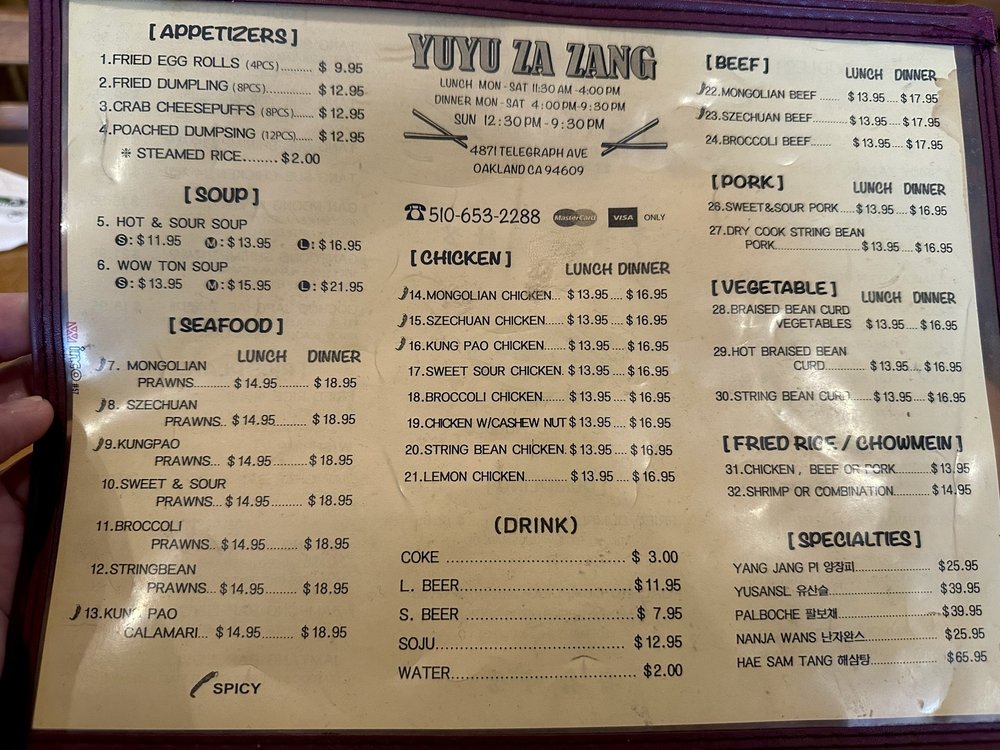 [APPETIZERS]
1.FRIED EGG ROLLS (4PCS)........ $ 9.95
2.FRIED DUMPLING (8PCS)........ $ 12.95
3.CRAB CHEESEPUFFS (8PCS)... $ 12.95
4.POACHED DUMPSING (12PCS).... $ 12.95
※ STEAMED RICE........ $2.00
[SOUP]
5. HOT & SOUR SOUP
S: $ 11.95 M: $ 13.95 L: $ 16.95
6. WOW TON SOUP
S: $ 13.95 M: $ 15.95 L: $ 21.95
[SEAFOOD]
LUNCH DINNER
7. MONGOLIAN
PRAWNS.......... $ 14.95......... $ 18.95
8. SZECHUAN
PRAWNS.. $ 14.95......... $ 18.95
9.KUNGPAO
PRAWNS... $ 14.95......... $ 18.95
10.SWEET & SOUR
PRAWNS... $ 14.95......... $ 18.95
11.BROCCOLI
PRAWNS.. $ 14.95......... $ 18.95
12.STRINGBEAN
PRAWNS.. $ 14.95......... $ 18.95
13.KUNG PAO
CALAMARI... $ 14.95......... $ 18.95
SPICY
YUYU ZA ZANG
LUNCH MON-SAT 11:30 AM-4:00 PM
DINNER MON-SAT 4:00 PM-9:30 PM
SUN 12:30 PM-9:30 PM
4871 TELEGRAPH AVE
OAKLAND CA 94609
☎510-653-2288 MasterCard VISA ONLY
[CHICKEN]
LUNCH DINNER
14.MONGOLIAN CHICKEN... $ 13.95.... $ 16.95
15.SZECHUAN CHICKEN..... $ 13.95.... $ 16.95
16.KUNG PAO CHICKEN..... $ 13.95.... $ 16.95
17.SWEET SOUR CHICKEN. $ 13.95.... $ 16.95
18.BROCCOLI CHICKEN...... $ 13.95.... $ 16.95
19.CHICKEN W/CASHEW NUT $ 13.95.... $ 16.95
20.STRING BEAN CHICKEN. $ 13.95.... $ 16.95
21.LEMON CHICKEN.......... $ 13.95.... $ 16.95
(DRINK)
COKE ........................ $ 3.00
L. BEER........................ $11.95
S. BEER ........................ $ 7.95
SOJU........................ $ 12.95
WATER........................ $2.00
[BEEF]
LUNCH DINNER
22.MONGOLIAN BEEF ...... $ 13.95.... $ 17.95
23.SZECHUAN BEEF......... $ 13.95.... $ 17.95
24.BROCCOLI BEEF...... $ 13.95.... $ 17.95
[PORK]
LUNCH DINNER
26.SWEET&SOUR PORK.... $ 13.95.... $ 16.95
27.DRY COOK STRING BEAN
PORK........................ $ 13.95.... $ 16.95
[VEGETABLE]
LUNCH DINNER
28.BRAISED BEAN CURD
VEGETABLES $ 13.95.... $ 16.95
29.HOT BRAISED BEAN
CURD............ $ 13.95.... $ 16.95
30.STRING BEAN CURD...... $ 13.95.... $ 16.95
[FRIED RICE / CHOWMEIN]
31.CHICKEN , BEEF OR PORK........ $ 13.95
32.SHRIMP OR COMBINATION.......... $ 14.95
[SPECIALTIES]
YANG JANG PI 양장피.................... $25.95
YUSANSL 유산슬........................ $39.95
PALBOCHE 팔보채........................ $39.95
NANJA WANS 난자완스................ $25.95
HAE SAM TANG 해삼탕................ $65.95